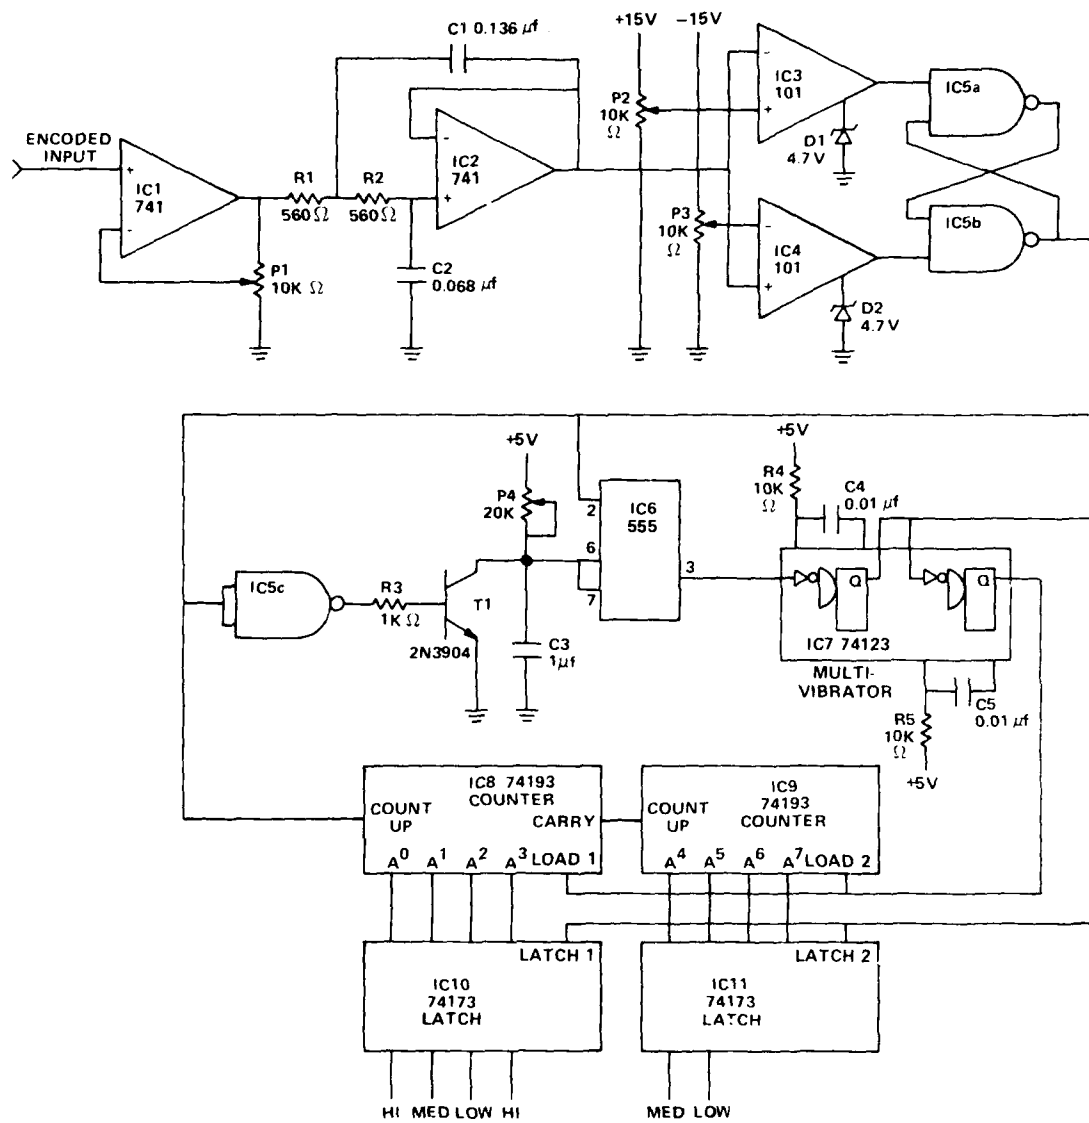 C1 0.136 µf
+15V -15V
ENCODED
INPUT
+
-
IC1
741
R1
560 Ω
R2
560 Ω
-
+
IC2
741
P1
10K Ω
C2
0.068 µf
P2
10K
Ω
P3
10K
Ω
-
+
IC3
101
D1
4.7 V
-
+
IC4
101
D2
4.7 V
IC5a
IC5b
+5V
P4
20K
2
6
7
IC6
555
3
+5V
R4
10K
Ω
C4
0.01 µf
IC5c
R3
1K Ω
T1
2N3904
C3
1µf
Q
Q
IC7 74123
MULTI-
VIBRATOR
C5
0.01 µf
R5
10K
Ω
+5V
IC8 74193
COUNTER
COUNT
UP
CARRY
A0 A1 A2 A3 LOAD 1
IC9
74193
COUNTER
COUNT
UP
A4 A5 A6 A7 LOAD 2
LATCH 1
IC10
74173
LATCH
LATCH 2
IC11
74173
LATCH
HI MED LOW HI
MED LOW